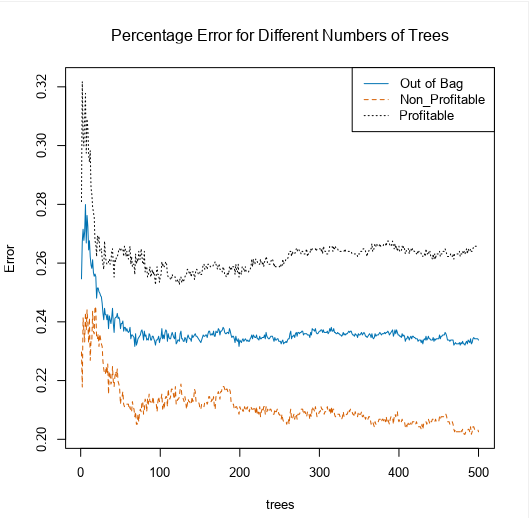 Percentage Error for Different Numbers of Trees
Out of Bag
Non_Profitable
Profitable
Error
0.32
0.30
0.28
0.26
0.24
0.22
0.20
0 100 200 300 400 500
trees